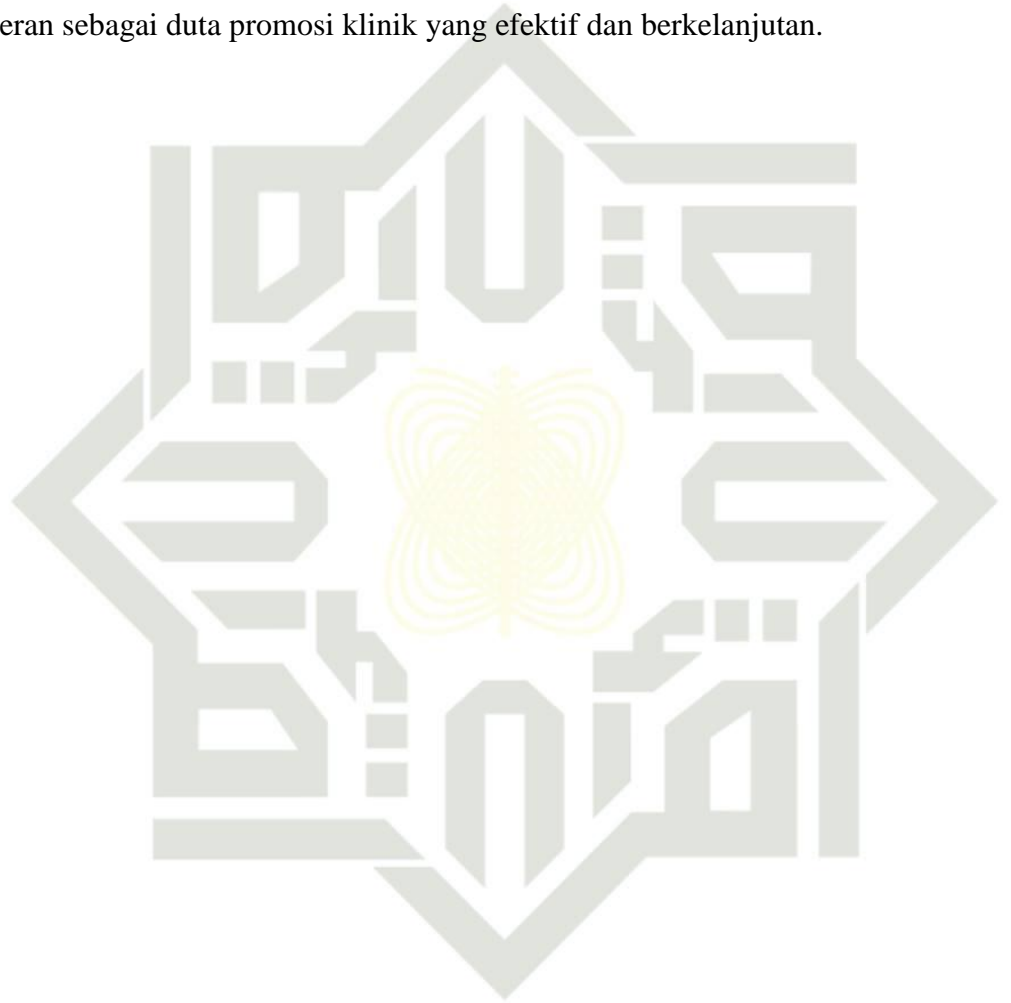 eran sebagai duta promosi klinik yang efektif dan berkelanjutan.